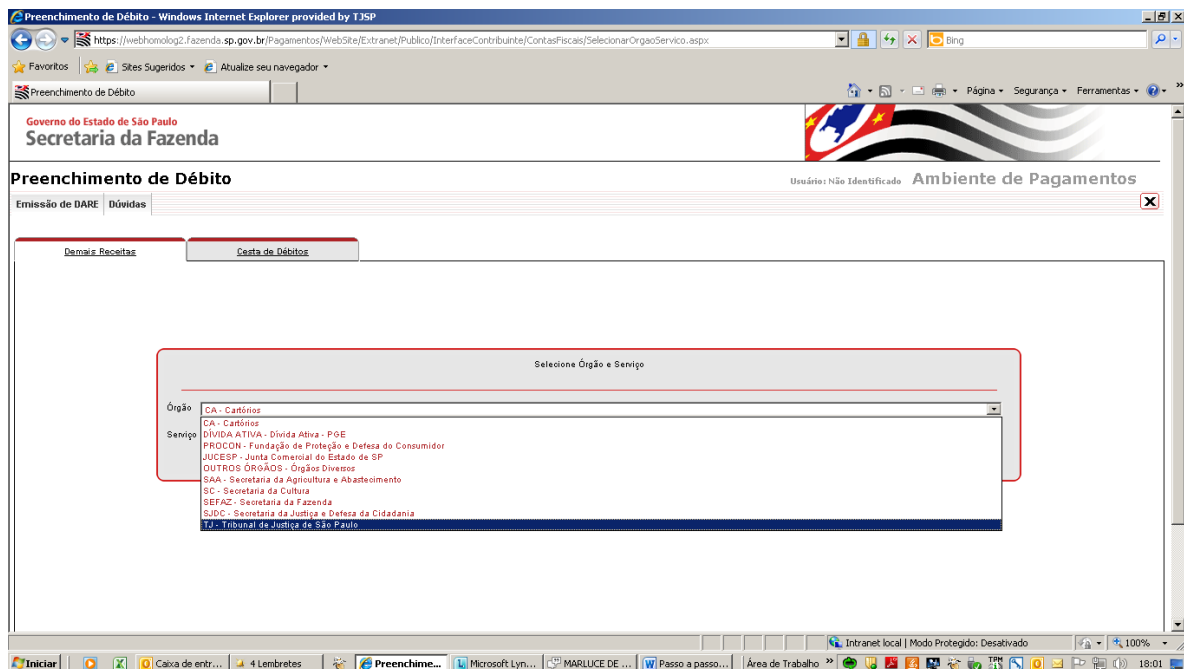 Preenchimento de Débito - Windows Internet Explorer provided by TJSP
https://webhomolog2.fazenda.sp.gov.br/Pagamentos/WebSite/Extranet/Publico/InterfaceContribuinte/ContasFiscais/SelecionarOrgaoServico.aspx
Bing
Favoritos Sites Sugeridos Atualize seu navegador
Preenchimento de Débito
Página Segurança Ferramentas
Governo do Estado de São Paulo
Secretaria da Fazenda
Preenchimento de Débito
Usuário: Não Identificado Ambiente de Pagamentos
Emissão de DARE Dúvidas
Demais Receitas Cesta de Débitos
Selecione Órgão e Serviço
Órgão CA - Cartórios
CA - Cartórios
Serviço DÍVIDA ATIVA - Dívida Ativa - PGE
PROCON - Fundação de Proteção e Defesa do Consumidor
JUCESP - Junta Comercial do Estado de SP
OUTROS ÓRGÃOS - Órgãos Diversos
SAA - Secretaria da Agricultura e Abastecimento
SC - Secretaria da Cultura
SEFAZ - Secretaria da Fazenda
SJDC - Secretaria da Justiça e Defesa da Cidadania
TJ - Tribunal de Justiça de São Paulo
Intranet local | Modo Protegido: Desativado 100%
Iniciar Caixa de entr... 4 Lembretes Preenchime... Microsoft Lyn... MARLUCE DE ... Passo a passo... Área de Trabalho » 18:01